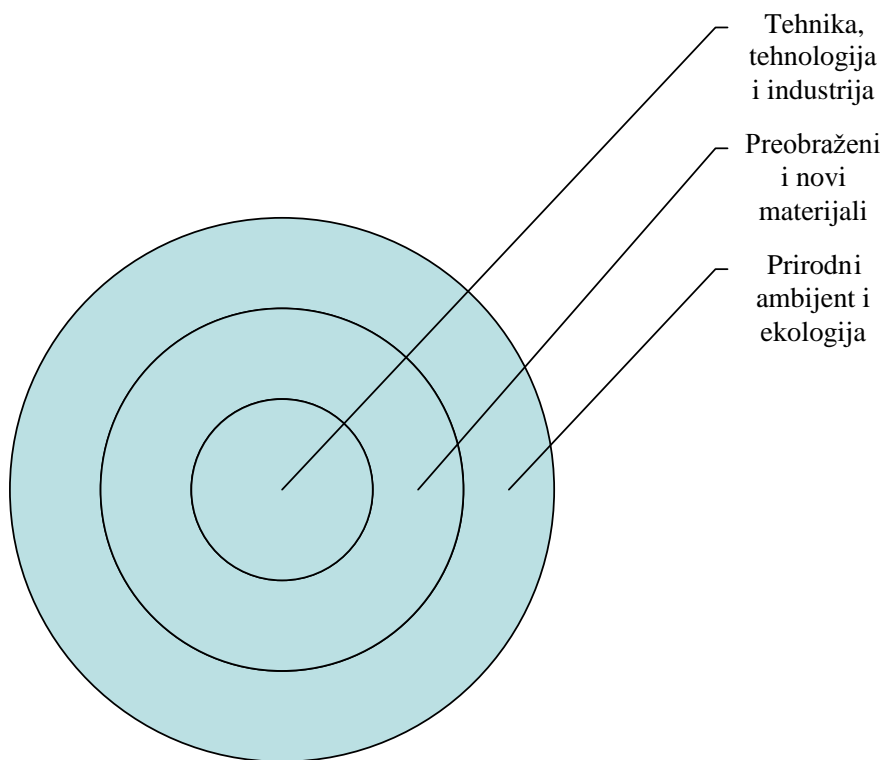 Tehnika,
tehnologija
i industrija
Preobraženi
i novi
materijali
Prirodni
ambijent i
ekologija